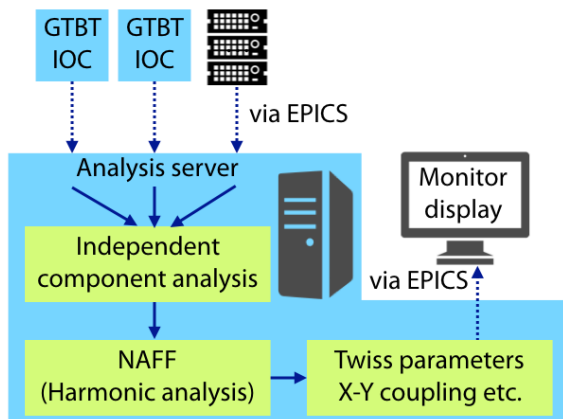 GTBT
IOC
GTBT
IOC
via EPICS
Analysis server
Monitor
display
Independent
component analysis
via EPICS
NAFF
(Harmonic analysis)
Twiss parameters
X-Y coupling etc.